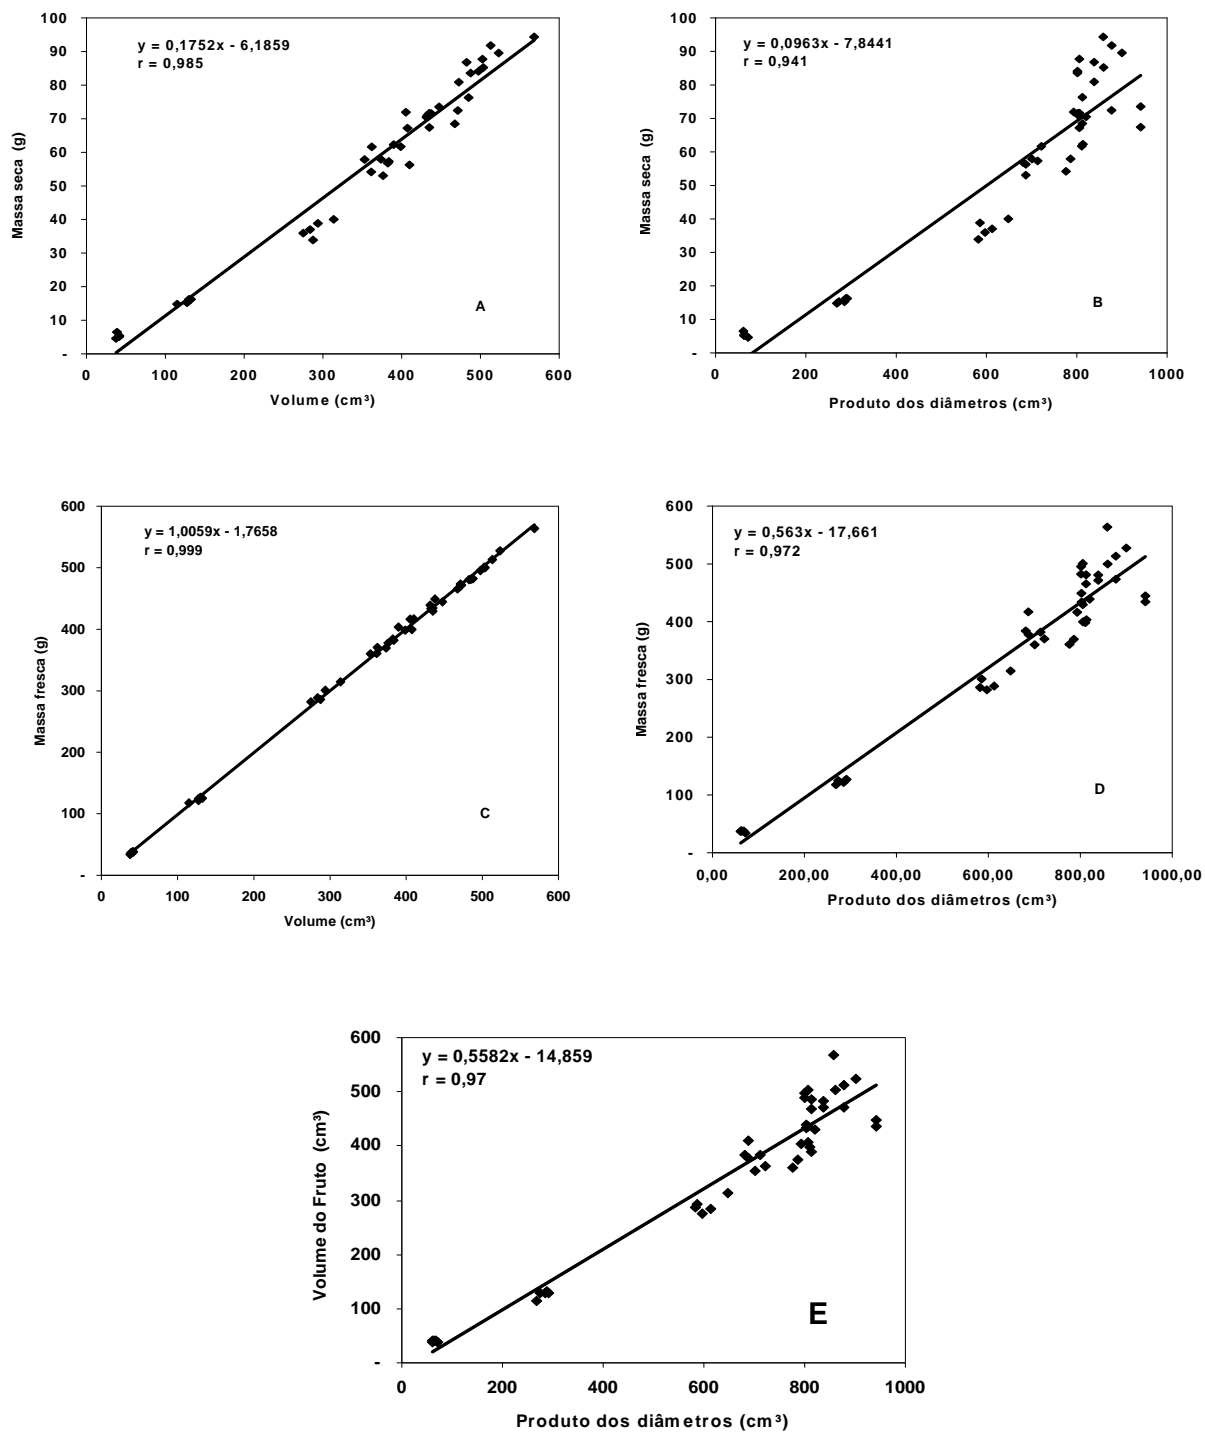 y = 0,1752x - 6,1859
r = 0,985
Massa seca (g)
100
90
80
70
60
50
40
30
20
10
-
A
0 100 200 300 400 500 600
Volume (cm³)
y = 0,0963x - 7,8441
r = 0,941
Massa seca (g)
100
90
80
70
60
50
40
30
20
10
-
B
0 200 400 600 800 1000
Produto dos diâmetros (cm³)
y = 1,0059x - 1,7658
r = 0,999
Massa fresca (g)
600
500
400
300
200
100
-
C
0 100 200 300 400 500 600
Volume (cm³)
y = 0,563x - 17,661
r = 0,972
Massa fresca (g)
600
500
400
300
200
100
-
D
0,00 200,00 400,00 600,00 800,00 1000,00
Produto dos diâmetros (cm³)
y = 0,5582x - 14,859
r = 0,97
Volume do Fruto (cm³)
600
500
400
300
200
100
-
E
0 200 400 600 800 1000
Produto dos diâmetros (cm³)